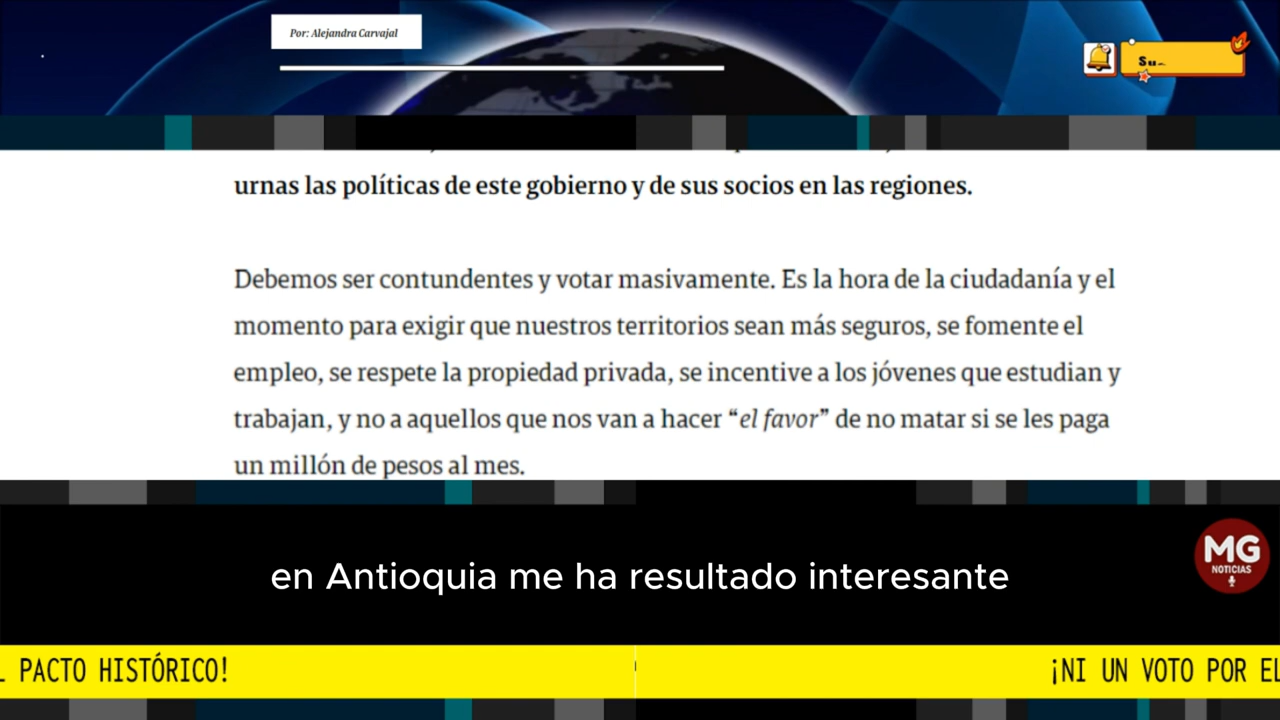 Por: Alejandra Carvajal
urnas las políticas de este gobierno y de sus socios en las regiones.
Debemos ser contundentes y votar masivamente. Es la hora de la ciudadanía y el
momento para exigir que nuestros territorios sean más seguros, se fomente el
empleo, se respete la propiedad privada, se incentive a los jóvenes que estudian y
trabajan, y no a aquellos que nos van a hacer “el favor” de no matar si se les paga
un millón de pesos al mes.
en Antioquia me ha resultado interesante
MG
NOTICIAS
PACTO HISTÓRICO!
¡NI UN VOTO POR EL